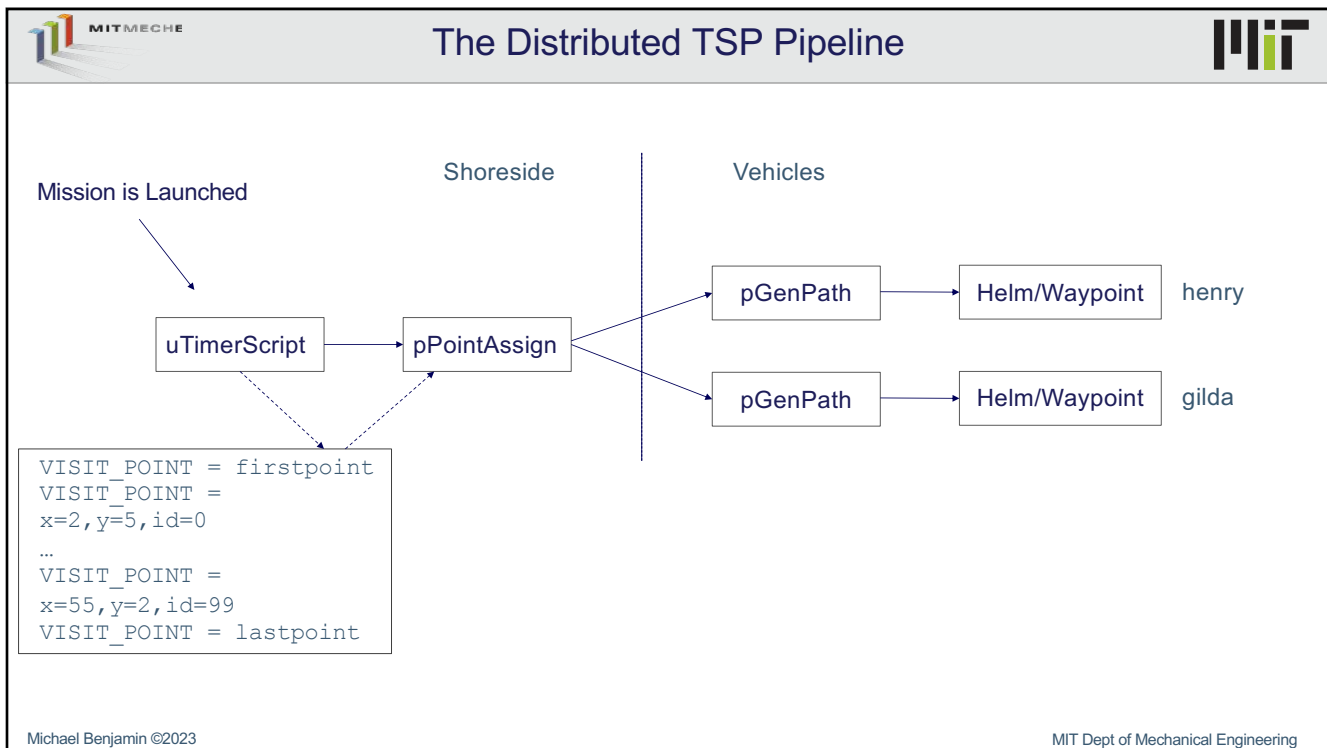 MITMECHE
The Distributed TSP Pipeline
MIT
Mission is Launched
Shoreside
Vehicles
uTimerScript
pPointAssign
pGenPath
Helm/Waypoint
henry
pGenPath
Helm/Waypoint
gilda
VISIT_POINT = firstpoint
VISIT_POINT =
x=2,y=5,id=0
…
VISIT_POINT =
x=55,y=2,id=99
VISIT_POINT = lastpoint
Michael Benjamin ©2023
MIT Dept of Mechanical Engineering